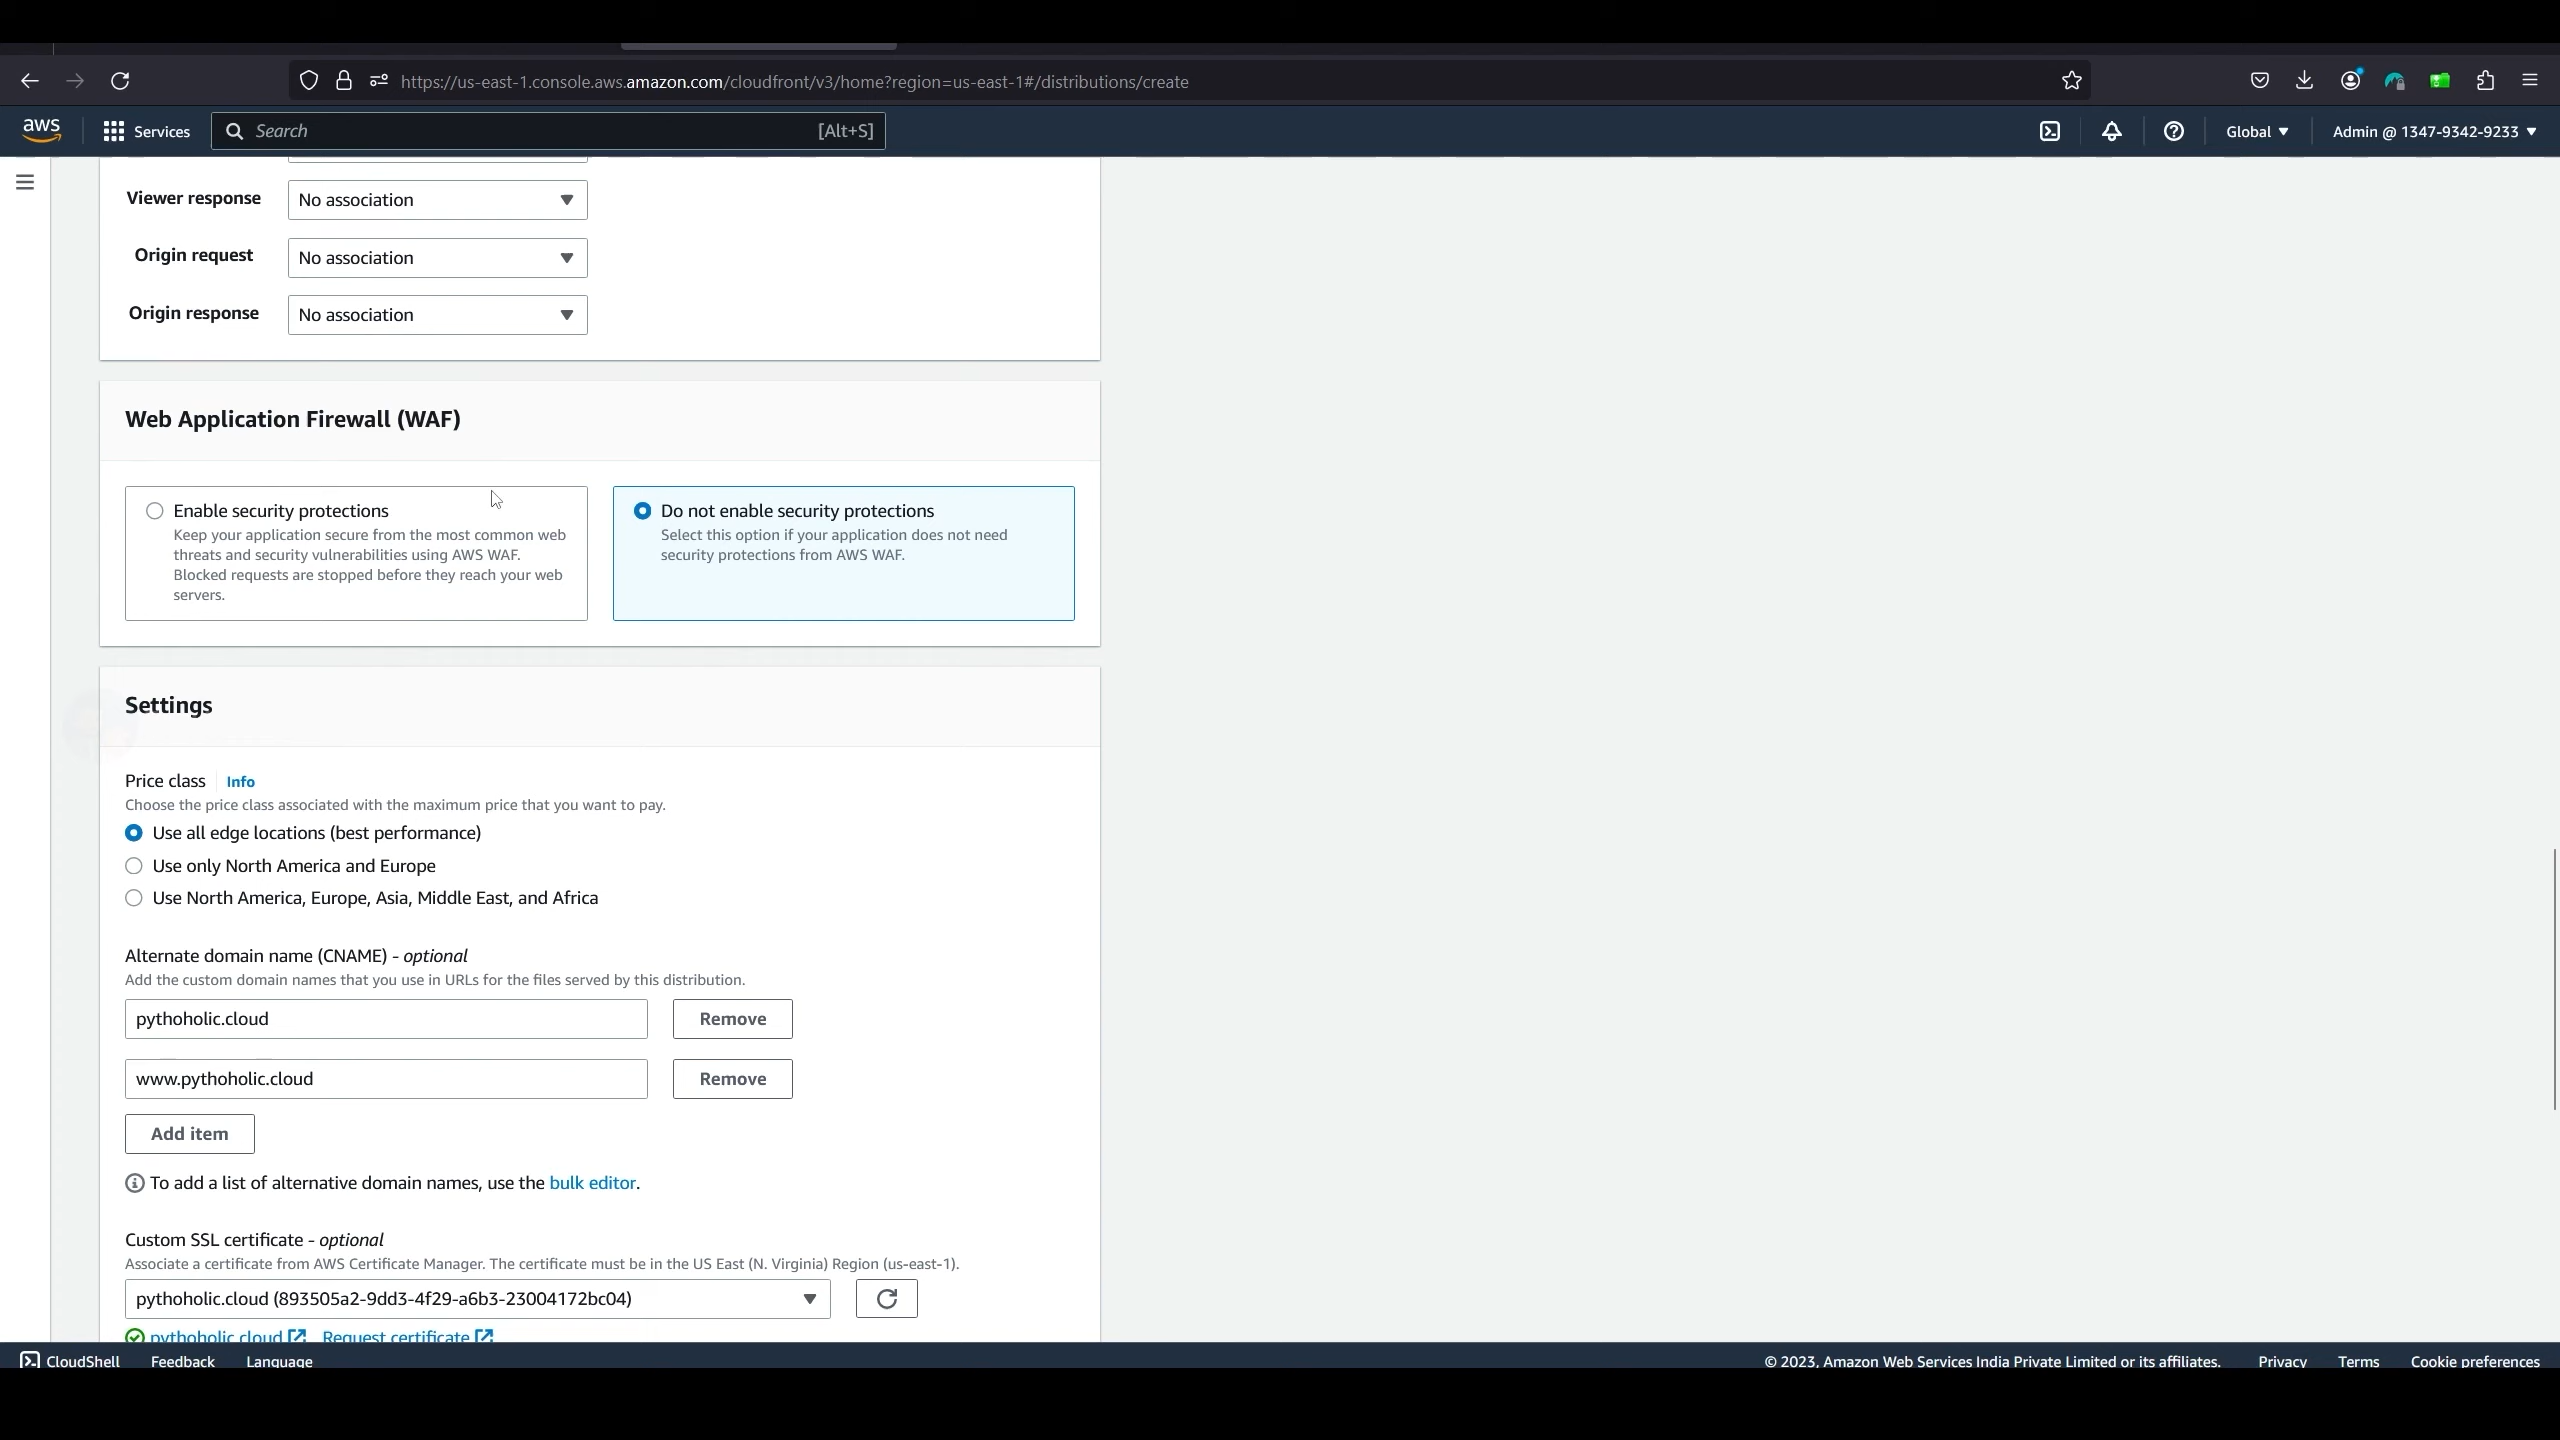 https://us-east-1.console.aws.amazon.com/cloudfront/v3/home?region=us-east-1#/distributions/create
aws
Services
Search
[Alt+S]
Global
Admin @ 1347-9342-9233
Viewer response
No association
Origin request
No association
Origin response
No association
Web Application Firewall (WAF)
Enable security protections
Keep your application secure from the most common web
threats and security vulnerabilities using AWS WAF.
Blocked requests are stopped before they reach your web
servers.
Do not enable security protections
Select this option if your application does not need
security protections from AWS WAF.
Settings
Price class
Info
Choose the price class associated with the maximum price that you want to pay.
Use all edge locations (best performance)
Use only North America and Europe
Use North America, Europe, Asia, Middle East, and Africa
Alternate domain name (CNAME) - optional
Add the custom domain names that you use in URLs for the files served by this distribution.
pythoholic.cloud
Remove
www.pythoholic.cloud
Remove
Add item
To add a list of alternative domain names, use the bulk editor.
Custom SSL certificate - optional
Associate a certificate from AWS Certificate Manager. The certificate must be in the US East (N. Virginia) Region (us-east-1).
pythoholic.cloud (893505a2-9dd3-4f29-a6b3-23004172bc04)
pythoholic.cloud
Request certificate
CloudShell
Feedback
Language
© 2023, Amazon Web Services India Private Limited or its affiliates.
Privacy
Terms
Cookie preferences